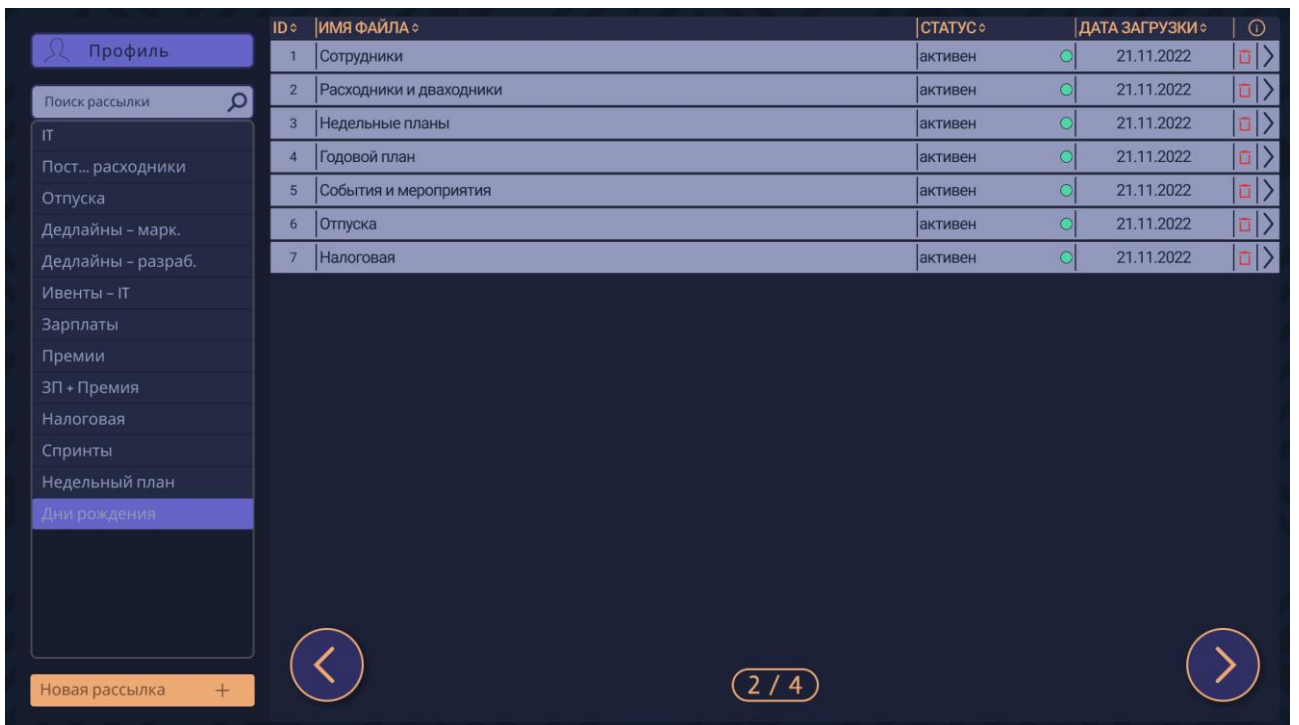 Профиль
Поиск рассылки
IT
Пост... расходники
Отпуска
Дедлайны – марк.
Дедлайны – разраб.
Ивенты – IT
Зарплаты
Премии
ЗП + Премия
Налоговая
Спринты
Недельный план
Дни рождения
Новая рассылка +
ID ИМЯ ФАЙЛА СТАТУС ДАТА ЗАГРУЗКИ
1 Сотрудники активен 21.11.2022
2 Расходники и дваходники активен 21.11.2022
3 Недельные планы активен 21.11.2022
4 Годовой план активен 21.11.2022
5 События и мероприятия активен 21.11.2022
6 Отпуска активен 21.11.2022
7 Налоговая активен 21.11.2022
2 / 4